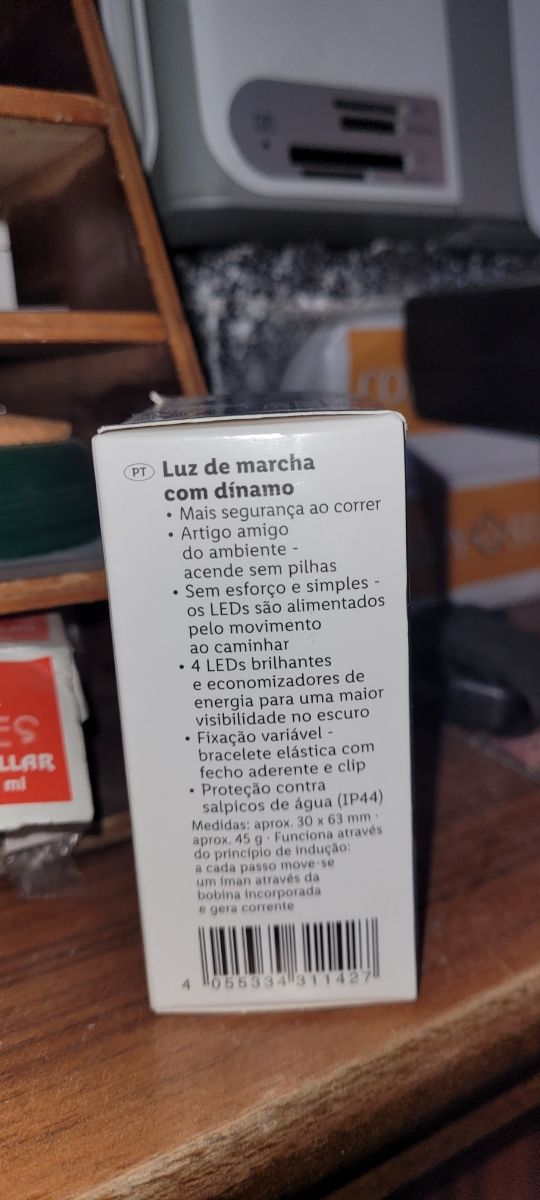 PT Luz de marcha
com dínamo
• Mais segurança ao correr
• Artigo amigo
do ambiente -
acende sem pilhas
• Sem esforço e simples -
os LEDs são alimentados
pelo movimento
ao caminhar
• 4 LEDs brilhantes
e economizadores de
energia para uma maior
visibilidade no escuro
• Fixação variável -
bracelete elástica com
fecho aderente e clip
• Proteção contra
salpicos de água (IP44)
Medidas: aprox. 30 x 63 mm ·
aprox. 45 g · Funciona através
do princípio de indução:
a cada passo move-se
um íman através da
bobina incorporada
e gera corrente
4 055334 311427
ES
LLAR
ml
CO